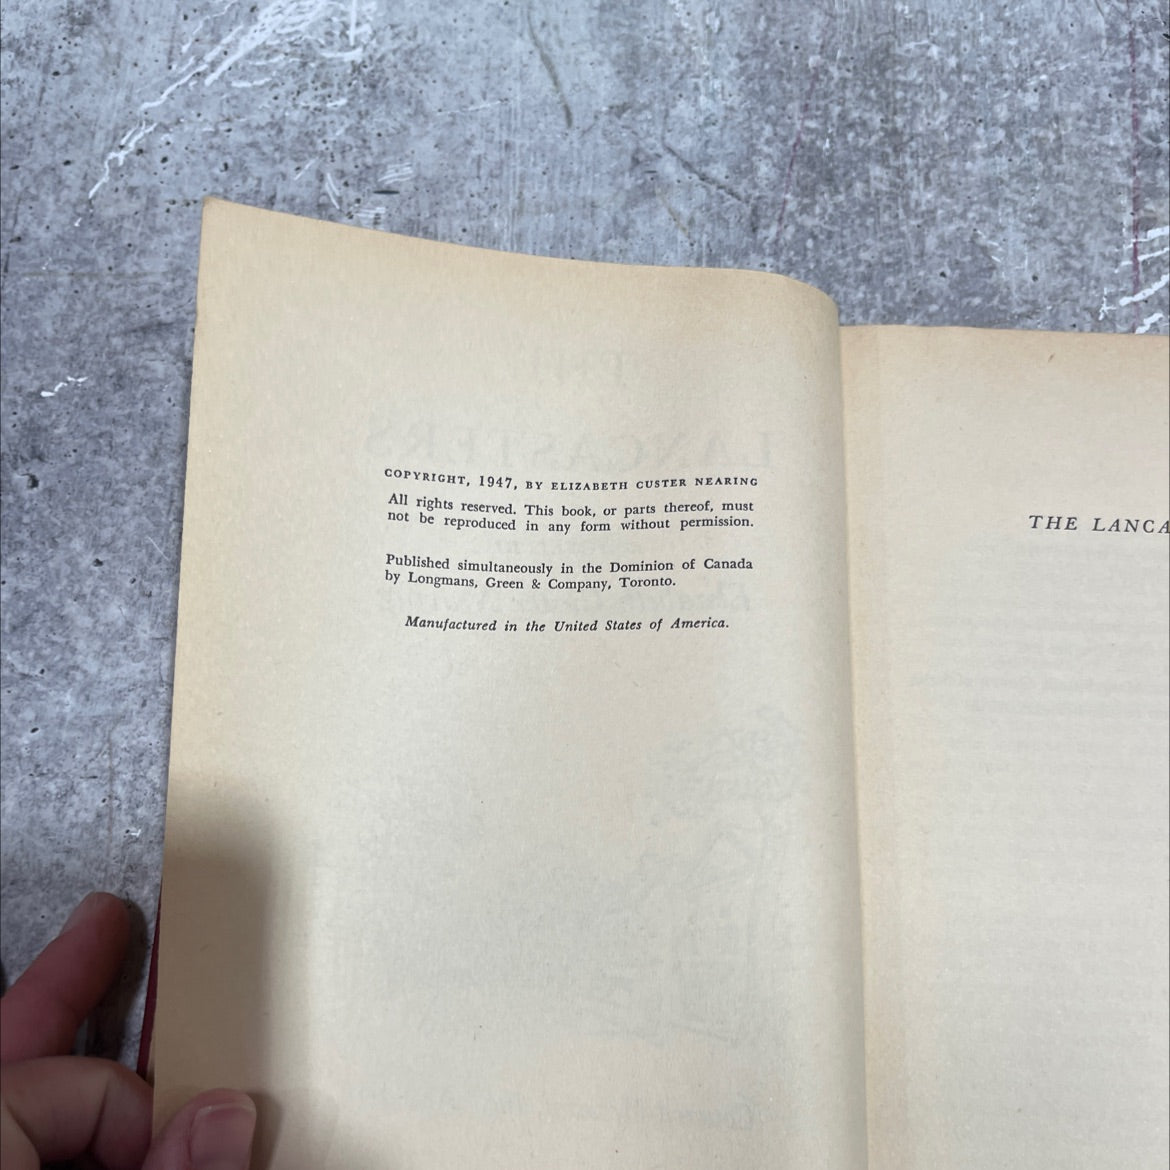 COPYRIGHT, 1947, BY ELIZABETH CUSTER NEARING
All rights reserved. This book, or parts thereof, must
not be reproduced in any form without permission.
Published simultaneously in the Dominion of Canada
by Longmans, Green & Company, Toronto.
Manufactured in the United States of America.
THE LANCA